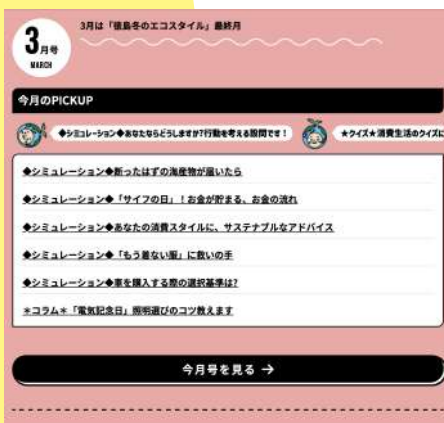 3月号
MARCH
3月は「徳島冬のエコスタイル」最終月
今月のPICKUP
◆シミュレーション◆あなたならどうしますか?行動を考える設問です！
★クイズ★消費生活のクイズに
◆シミュレーション◆断ったはずの海産物が届いたら
◆シミュレーション◆「サイフの日」！お金が貯まる、お金の流れ
◆シミュレーション◆あなたの消費スタイルに、サステナブルなアドバイス
◆シミュレーション◆「もう着ない服」に救いの手
◆シミュレーション◆車を購入する際の選択基準は?
＊コラム＊「電気記念日」照明選びのコツ教えます
今月号を見る →